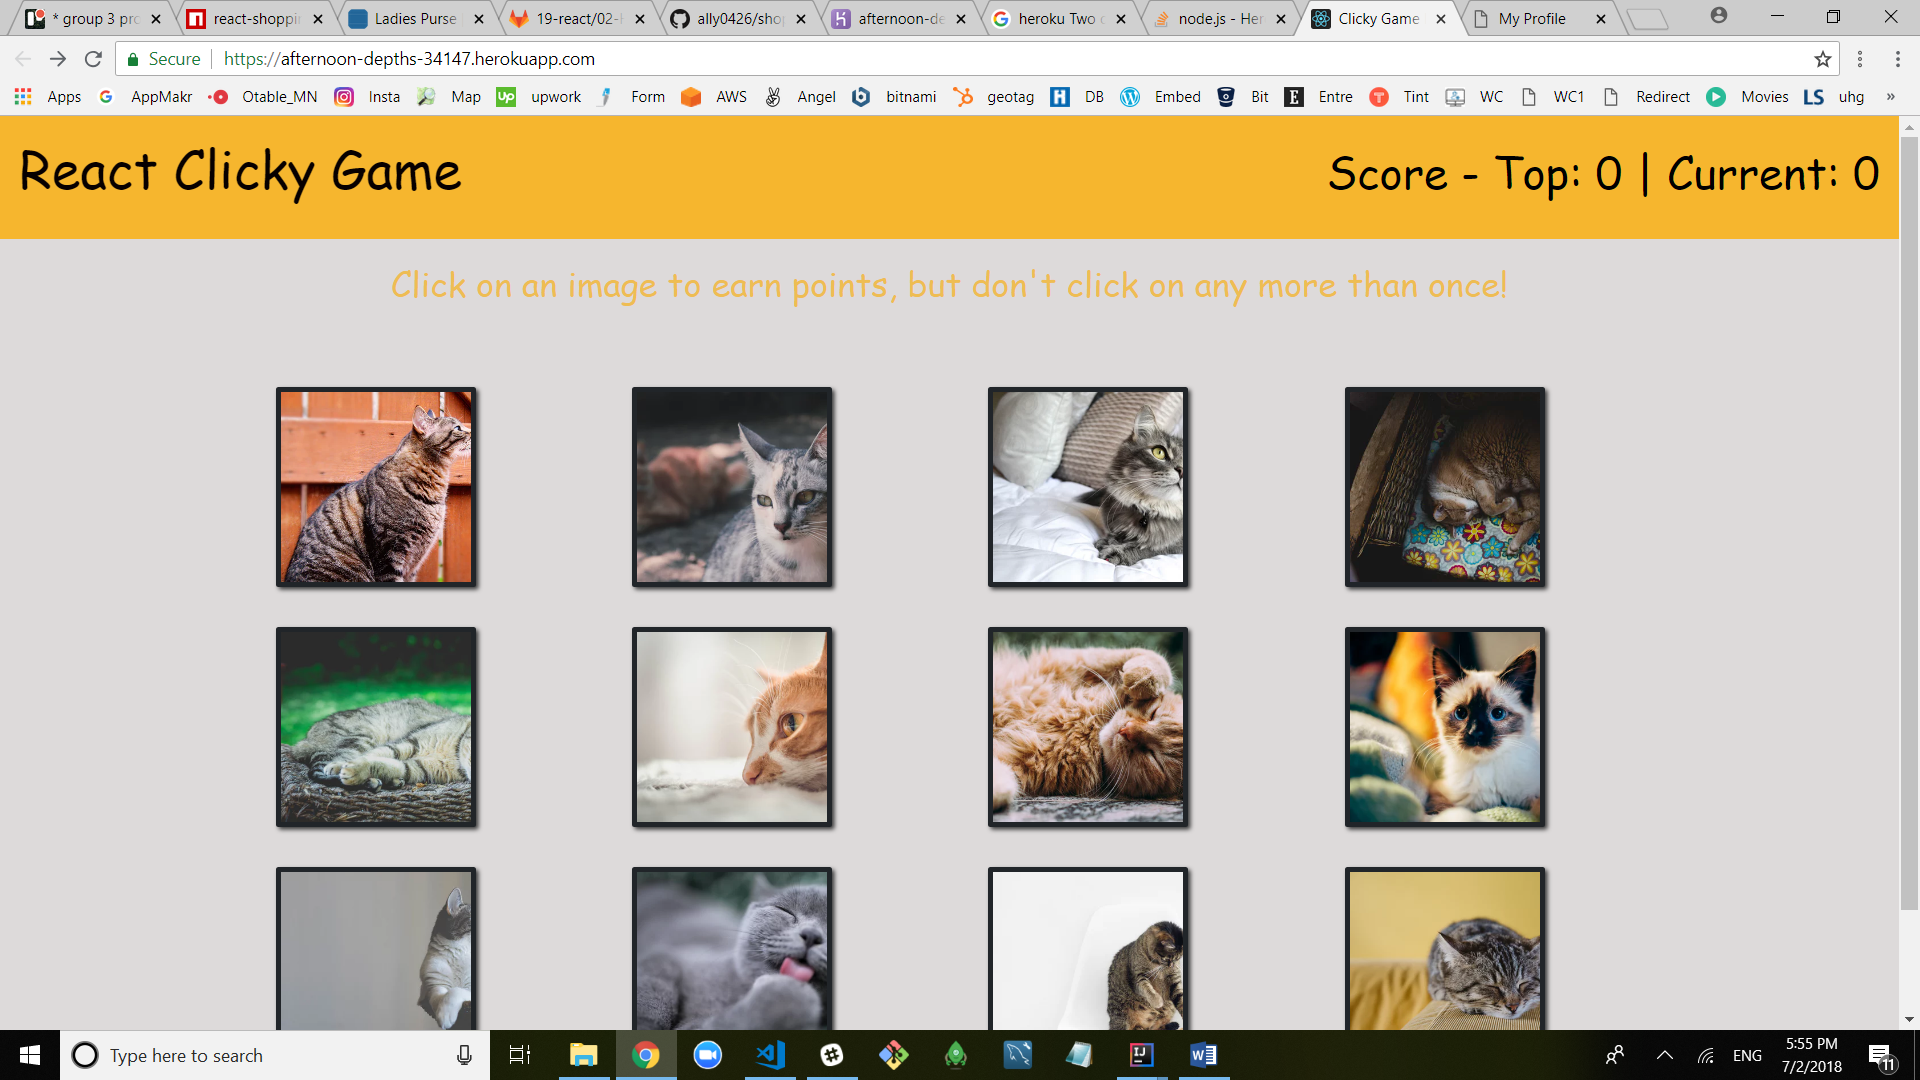 * group 3 pro
react-shoppin
Ladies Purse
19-react/02-
ally0426/shop
afternoon-de
heroku Two
node.js - Her
Clicky Game
My Profile
Secure
https://afternoon-depths-34147.herokuapp.com
Apps
AppMakr
Otable_MN
Insta
Map
upwork
Form
AWS
Angel
bitnami
geotag
DB
Embed
Bit
Entre
Tint
WC
WC1
Redirect
Movies
LS uhg
»
React Clicky Game
Score - Top: 0 | Current: 0
Click on an image to earn points, but don't click on any more than once!
Type here to search
ENG
5:55 PM
7/2/2018
11